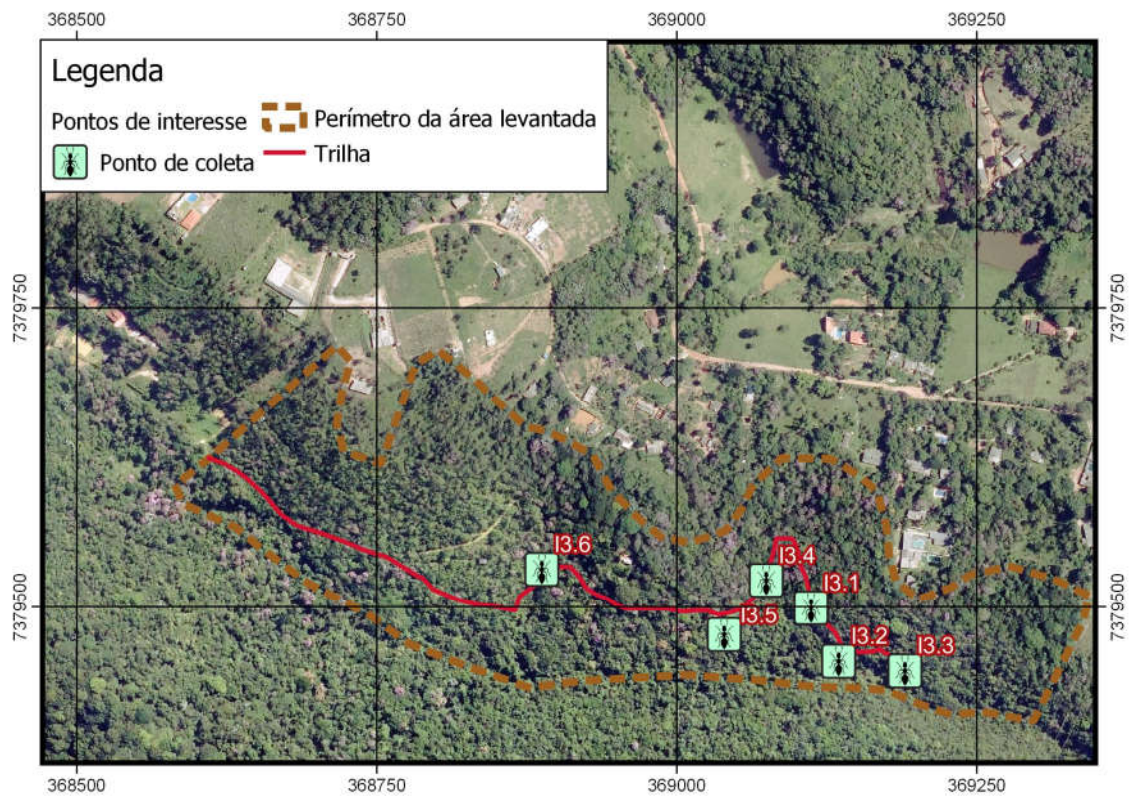 368500 368750 369000 369250
Legenda
Pontos de interesse Perímetro da área levantada
Ponto de coleta Trilha
7379750 7379750
I3.6
I3.4
I3.1
7379500 7379500
I3.5
I3.2
I3.3
368500 368750 369000 369250